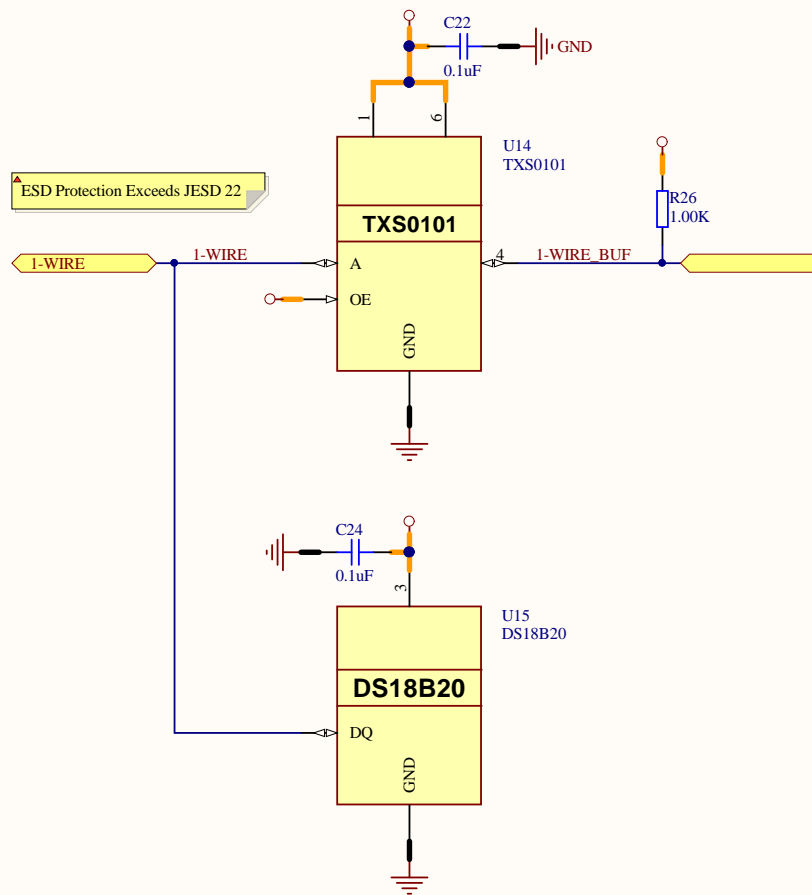 C22
GND
0.1uF
1
6
U14
TXS0101
ESD Protection Exceeds JESD 22
R26
1.00K
TXS0101
1-WIRE
1-WIRE
A
4
1-WIRE_BUF
OE
GND
C24
0.1uF
3
U15
DS18B20
DS18B20
DQ
GND